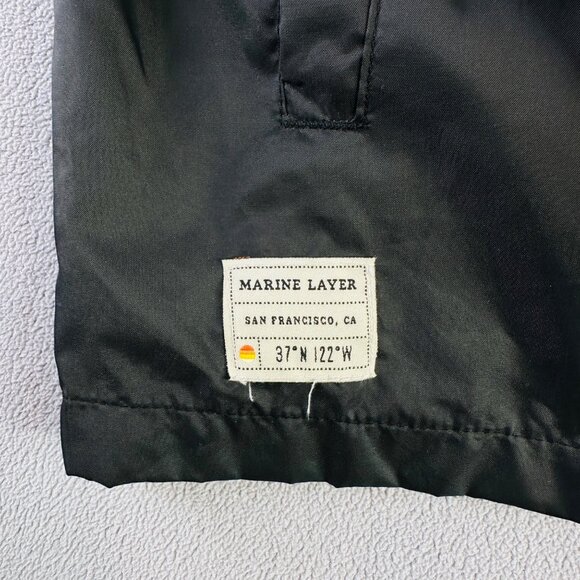 MARINE LAYER
SAN FRANCISCO, CA
37°N 122°W